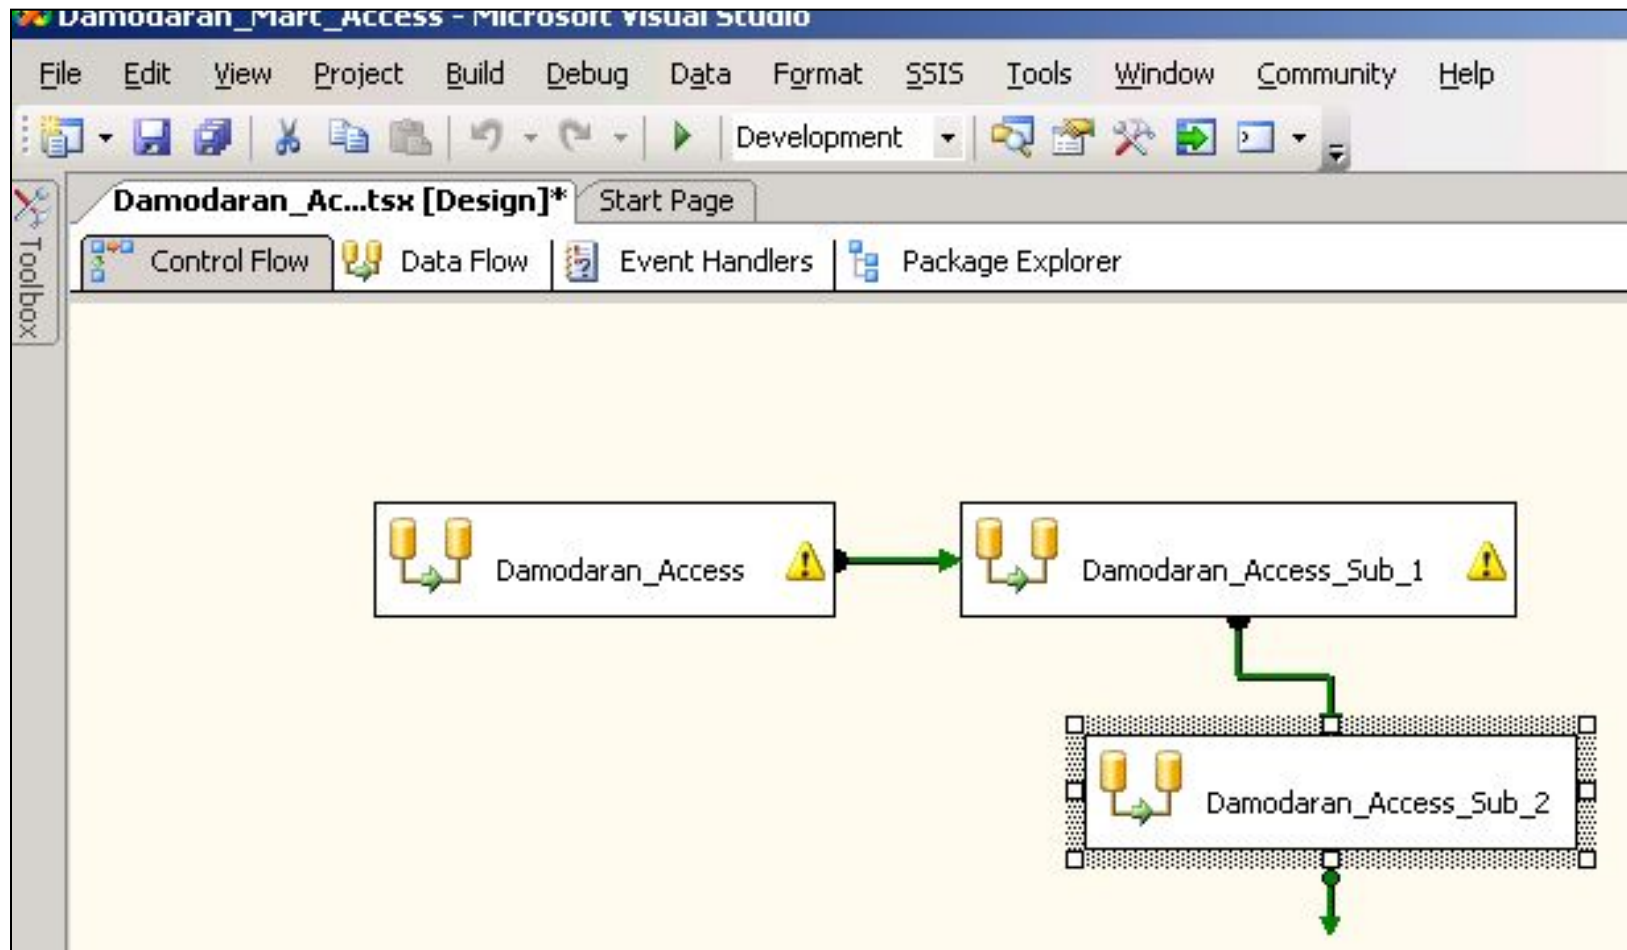 Damodaran_Mart_Access - Microsoft Visual Studio
File Edit View Project Build Debug Data Format SSIS Tools Window Community Help
Development
Toolbox
Damodaran_Ac...tsx [Design]* Start Page
Control Flow Data Flow Event Handlers Package Explorer
Damodaran_Access Damodaran_Access_Sub_1
Damodaran_Access_Sub_2